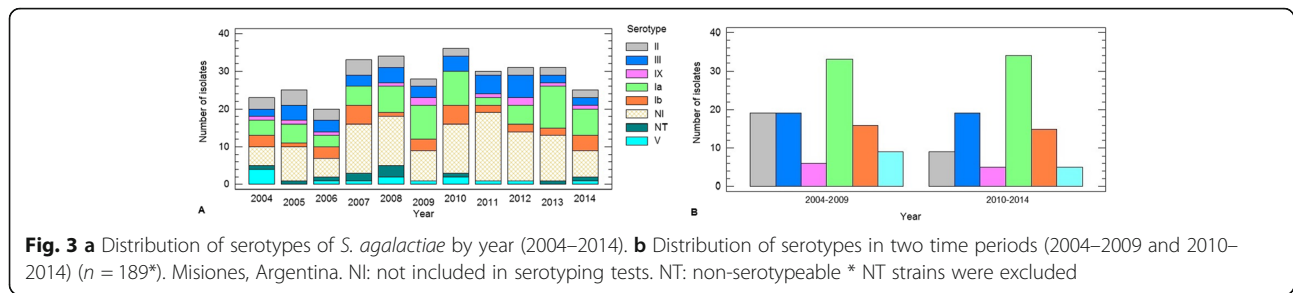 40
30
20
10
0
Number of isolates
2004 2005 2006 2007 2008 2009 2010 2011 2012 2013 2014
Year
A
Serotype
II
III
IX
Ia
Ib
NI
NT
V
40
30
20
10
0
Number of isolates
2004-2009 2010-2014
Year
B
Fig. 3 a Distribution of serotypes of S. agalactiae by year (2004–2014). b Distribution of serotypes in two time periods (2004–2009 and 2010–
2014) (n = 189*). Misiones, Argentina. NI: not included in serotyping tests. NT: non-serotypeable * NT strains were excluded